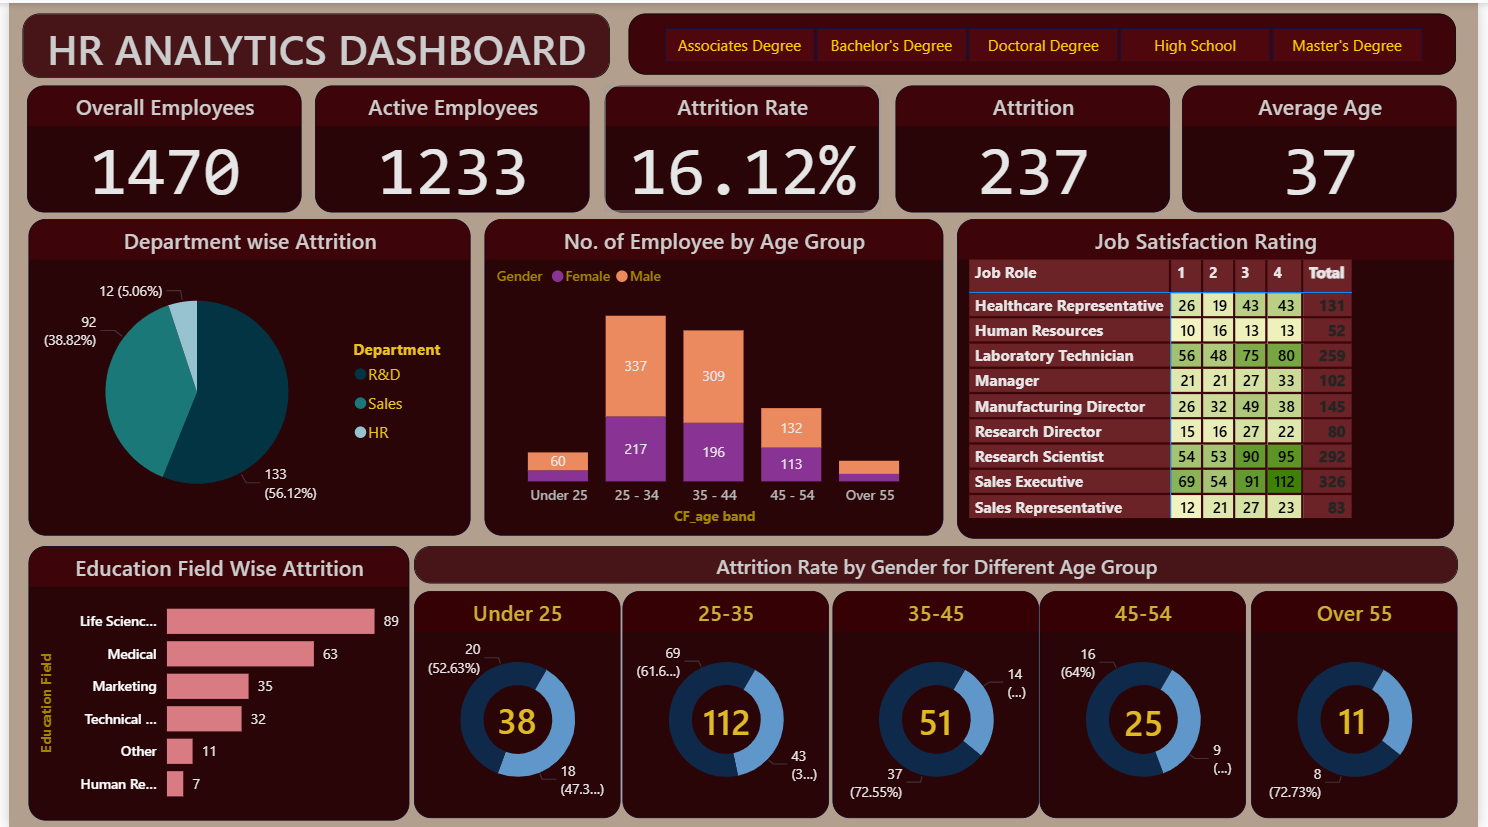 HR ANALYTICS DASHBOARD
Associates Degree Bachelor's Degree Doctoral Degree High School Master's Degree
Overall Employees
1470
Active Employees
1233
Attrition Rate
16.12%
Attrition
237
Average Age
37
Department wise Attrition
12 (5.06%)
92
(38.82%)
133
(56.12%)
Department
R&D
Sales
HR
No. of Employee by Age Group
Gender Female Male
60
337
217
309
196
132
113
Under 25 25 - 34 35 - 44 45 - 54 Over 55
CF_age band
Job Satisfaction Rating
Job Role 1 2 3 4 Total
Healthcare Representative 26 19 43 43 131
Human Resources 10 16 13 13 52
Laboratory Technician 56 48 75 80 259
Manager 21 21 27 33 102
Manufacturing Director 26 32 49 38 145
Research Director 15 16 27 22 80
Research Scientist 54 53 90 95 292
Sales Executive 69 54 91 112 326
Sales Representative 12 21 27 23 83
Education Field Wise Attrition
Education Field
Life Scienc... 89
Medical 63
Marketing 35
Technical ... 32
Other 11
Human Re... 7
Attrition Rate by Gender for Different Age Group
Under 25
20
(52.63%)
38
18
(47.3...)
25-35
69
(61.6...)
112
43
(3...)
35-45
14
(...)
51
37
(72.55%)
45-54
16
(64%)
25
9
(...)
Over 55
11
8
(72.73%)